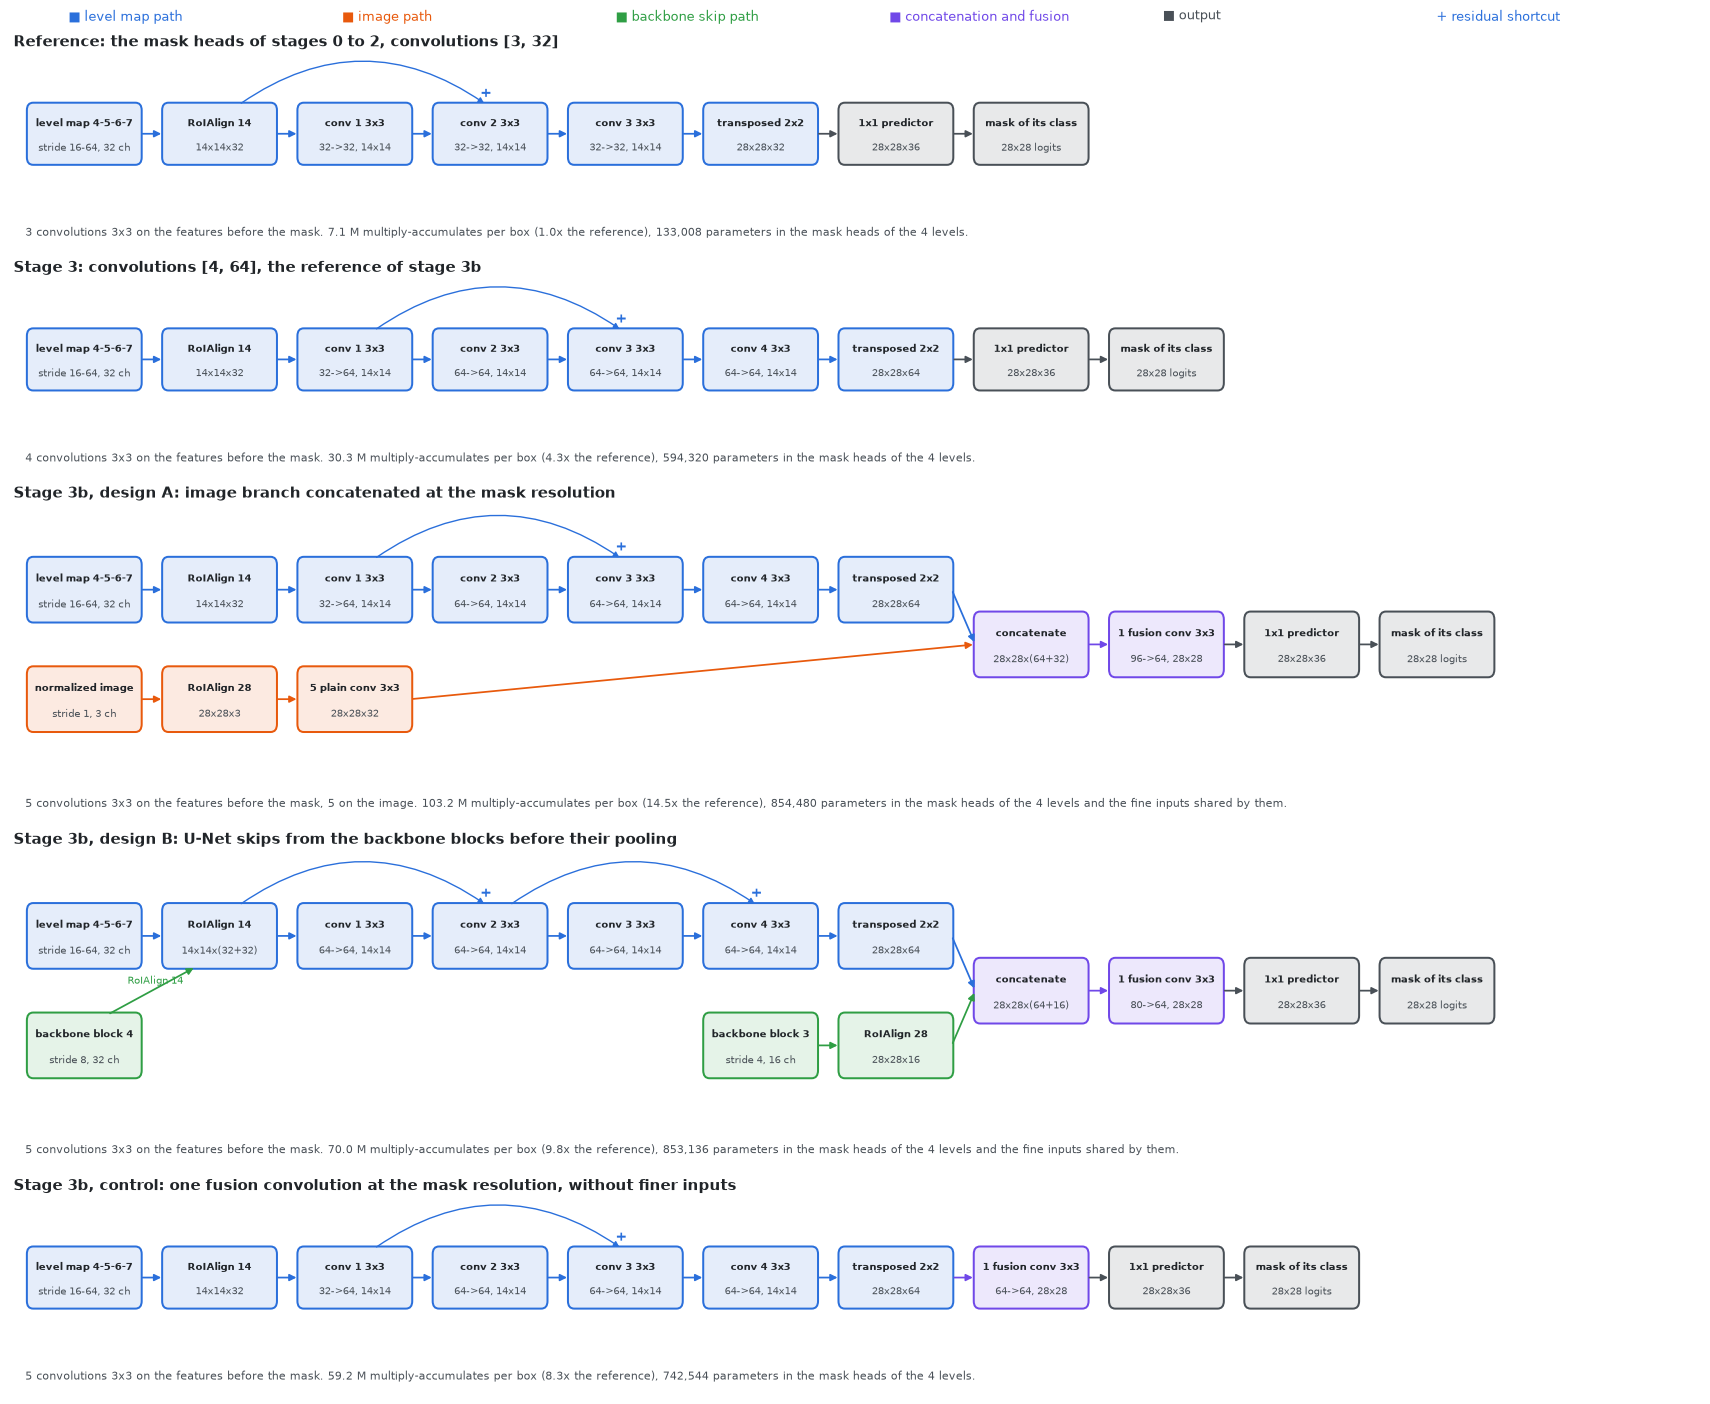 ■ level map path ■ image path ■ backbone skip path ■ concatenation and fusion ■ output + residual shortcut
Reference: the mask heads of stages 0 to 2, convolutions [3, 32]
+
level map 4-5-6-7 RoIAlign 14 conv 1 3x3 conv 2 3x3 conv 3 3x3 transposed 2x2 1x1 predictor mask of its class
stride 16-64, 32 ch 14x14x32 32->32, 14x14 32->32, 14x14 32->32, 14x14 28x28x32 28x28x36 28x28 logits
3 convolutions 3x3 on the features before the mask. 7.1 M multiply-accumulates per box (1.0x the reference), 133,008 parameters in the mask heads of the 4 levels.
Stage 3: convolutions [4, 64], the reference of stage 3b
+
level map 4-5-6-7 RoIAlign 14 conv 1 3x3 conv 2 3x3 conv 3 3x3 conv 4 3x3 transposed 2x2 1x1 predictor mask of its class
stride 16-64, 32 ch 14x14x32 32->64, 14x14 64->64, 14x14 64->64, 14x14 64->64, 14x14 28x28x64 28x28x36 28x28 logits
4 convolutions 3x3 on the features before the mask. 30.3 M multiply-accumulates per box (4.3x the reference), 594,320 parameters in the mask heads of the 4 levels.
Stage 3b, design A: image branch concatenated at the mask resolution
+
level map 4-5-6-7 RoIAlign 14 conv 1 3x3 conv 2 3x3 conv 3 3x3 conv 4 3x3 transposed 2x2
stride 16-64, 32 ch 14x14x32 32->64, 14x14 64->64, 14x14 64->64, 14x14 64->64, 14x14 28x28x64
concatenate 1 fusion conv 3x3 1x1 predictor mask of its class
28x28x(64+32) 96->64, 28x28 28x28x36 28x28 logits
normalized image RoIAlign 28 5 plain conv 3x3
stride 1, 3 ch 28x28x3 28x28x32
5 convolutions 3x3 on the features before the mask, 5 on the image. 103.2 M multiply-accumulates per box (14.5x the reference), 854,480 parameters in the mask heads of the 4 levels and the fine inputs shared by them.
Stage 3b, design B: U-Net skips from the backbone blocks before their pooling
+ +
level map 4-5-6-7 RoIAlign 14 conv 1 3x3 conv 2 3x3 conv 3 3x3 conv 4 3x3 transposed 2x2
stride 16-64, 32 ch 14x14x(32+32) 64->64, 14x14 64->64, 14x14 64->64, 14x14 64->64, 14x14 28x28x64
RoIAlign 14
concatenate 1 fusion conv 3x3 1x1 predictor mask of its class
28x28x(64+16) 80->64, 28x28 28x28x36 28x28 logits
backbone block 4 backbone block 3 RoIAlign 28
stride 8, 32 ch stride 4, 16 ch 28x28x16
5 convolutions 3x3 on the features before the mask. 70.0 M multiply-accumulates per box (9.8x the reference), 853,136 parameters in the mask heads of the 4 levels and the fine inputs shared by them.
Stage 3b, control: one fusion convolution at the mask resolution, without finer inputs
+
level map 4-5-6-7 RoIAlign 14 conv 1 3x3 conv 2 3x3 conv 3 3x3 conv 4 3x3 transposed 2x2 1 fusion conv 3x3 1x1 predictor mask of its class
stride 16-64, 32 ch 14x14x32 32->64, 14x14 64->64, 14x14 64->64, 14x14 64->64, 14x14 28x28x64 64->64, 28x28 28x28x36 28x28 logits
5 convolutions 3x3 on the features before the mask. 59.2 M multiply-accumulates per box (8.3x the reference), 742,544 parameters in the mask heads of the 4 levels.